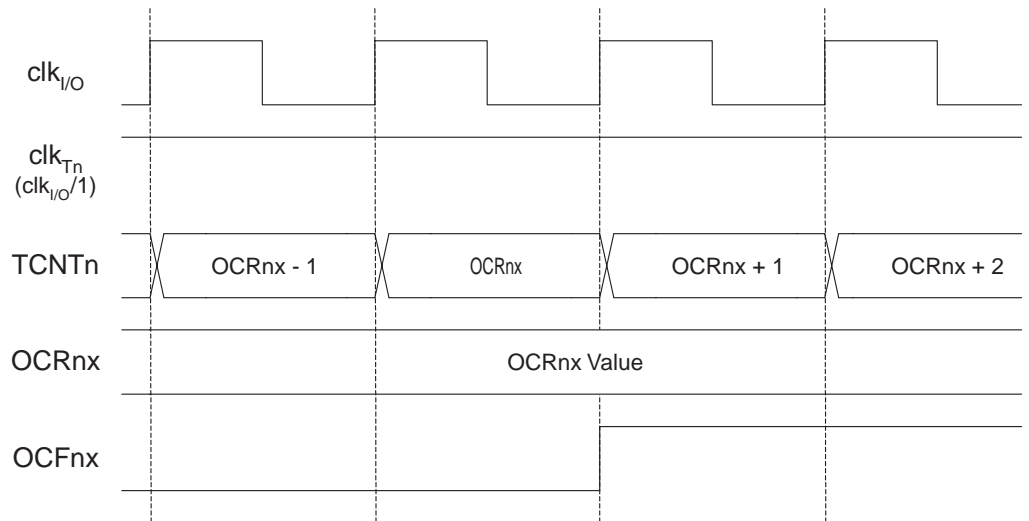 clkI/O
clkTn
(clkI/O/1)
TCNTn OCRnx - 1 OCRnx OCRnx + 1 OCRnx + 2
OCRnx OCRnx Value
OCFnx